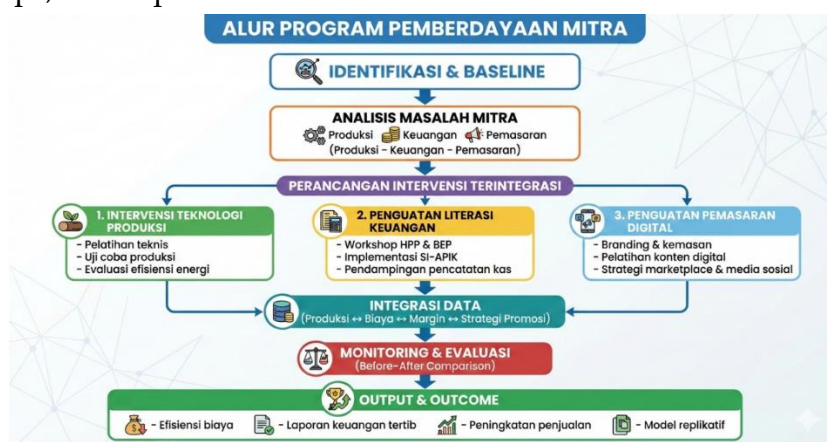 ALUR PROGRAM PEMBERDAYAAN MITRA
IDENTIFIKASI & BASELINE
ANALISIS MASALAH MITRA
Produksi Keuangan Pemasaran
(Produksi – Keuangan – Pemasaran)
PERANCANGAN INTERVENSI TERINTEGRASI
1. INTERVENSI TEKNOLOGI
PRODUKSI
- Pelatihan teknis
- Uji coba produksi
- Evaluasi efisiensi energi
2. PENGUATAN LITERASI
KEUANGAN
- Workshop HPP & BEP
- Implementasi SI-APIK
- Pendampingan pencatatan kas
3. PENGUATAN PEMASARAN
DIGITAL
- Branding & kemasan
- Pelatihan konten digital
- Strategi marketplace & media sosial
INTEGRASI DATA
(Produksi ↔ Biaya ↔ Margin ↔ Strategi Promosi)
MONITORING & EVALUASI
(Before-After Comparison)
OUTPUT & OUTCOME
- Efisiensi biaya
- Laporan keuangan tertib
- Peningkatan penjualan
- Model replikatif